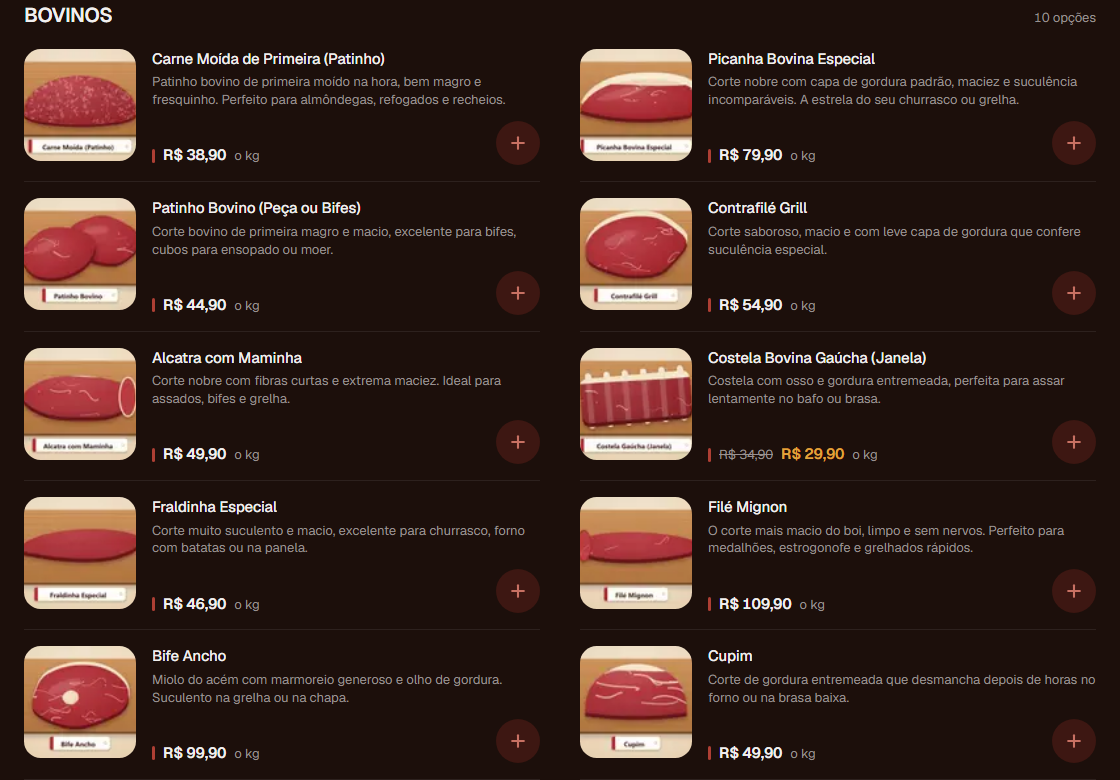 BOVINOS
10 opções
Carne Moída de Primeira (Patinho)
Patinho bovino de primeira moído na hora, bem magro e
fresquinho. Perfeito para almôndegas, refogados e recheios.
Carne Moída (Patinho)
R$ 38,90 o kg
Picanha Bovina Especial
Corte nobre com capa de gordura padrão, maciez e suculência
incomparáveis. A estrela do seu churrasco ou grelha.
Picanha Bovina Especial
R$ 79,90 o kg
Patinho Bovino (Peça ou Bifes)
Corte bovino de primeira magro e macio, excelente para bifes,
cubos para ensopado ou moer.
Patinho Bovino
R$ 44,90 o kg
Contrafilé Grill
Corte saboroso, macio e com leve capa de gordura que confere
suculência especial.
Contrafilé Grill
R$ 54,90 o kg
Alcatra com Maminha
Corte nobre com fibras curtas e extrema maciez. Ideal para
assados, bifes e grelha.
Alcatra com Maminha
R$ 49,90 o kg
Costela Bovina Gaúcha (Janela)
Costela com osso e gordura entremeada, perfeita para assar
lentamente no bafo ou brasa.
Costela Gaúcha (Janela)
R$ 34,90 R$ 29,90 o kg
Fraldinha Especial
Corte muito suculento e macio, excelente para churrasco, forno
com batatas ou na panela.
Fraldinha Especial
R$ 46,90 o kg
Filé Mignon
O corte mais macio do boi, limpo e sem nervos. Perfeito para
medalhões, estrogonofe e grelhados rápidos.
Filé Mignon
R$ 109,90 o kg
Bife Ancho
Miolo do acém com marmoreio generoso e olho de gordura.
Suculento na grelha ou na chapa.
Bife Ancho
R$ 99,90 o kg
Cupim
Corte de gordura entremeada que desmancha depois de horas no
forno ou na brasa baixa.
Cupim
R$ 49,90 o kg